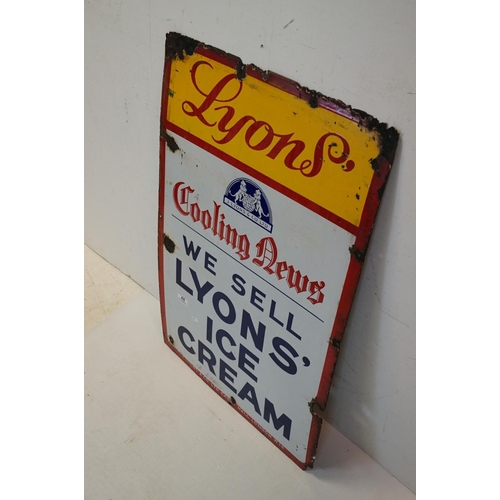 Lyons'
Cooling News
WE SELL
LYONS'
ICE
CREAM